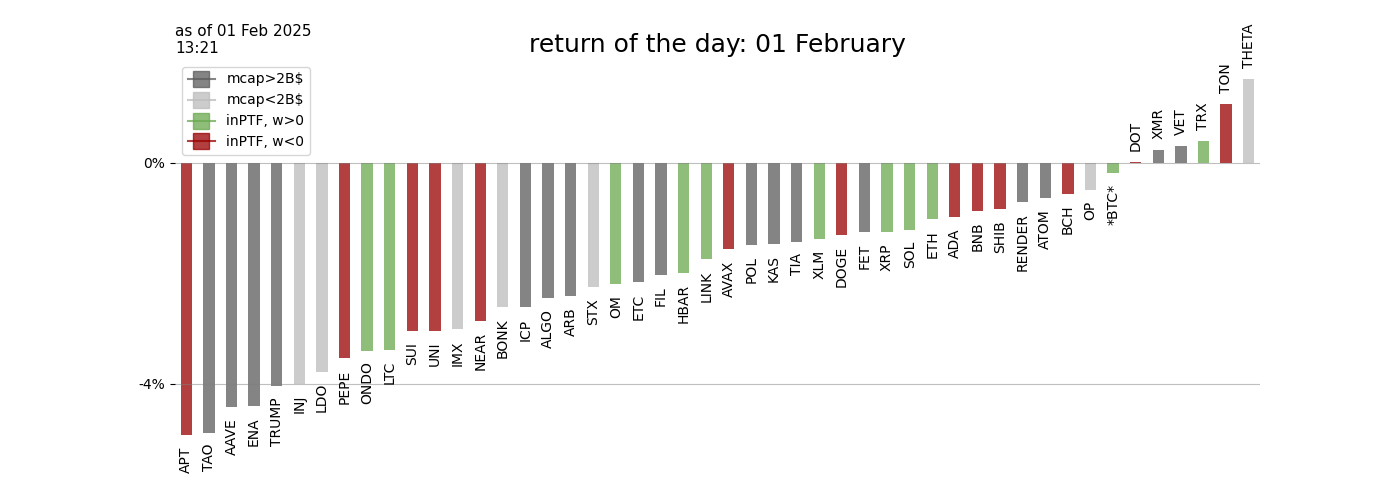 as of 01 Feb 2025
13:21
return of the day: 01 February
mcap>2B$
mcap<2B$
inPTF, w>0
inPTF, w<0
0%
-4%
APT
TAO
AAVE
ENA
TRUMP
INJ
LDO
PEPE
ONDO
LTC
SUI
UNI
IMX
NEAR
BONK
ICP
ALGO
ARB
STX
OM
ETC
FIL
HBAR
LINK
AVAX
POL
KAS
TIA
XLM
DOGE
FET
XRP
SOL
ETH
ADA
BNB
SHIB
RENDER
ATOM
BCH
OP
*BTC*
DOT
XMR
VET
TRX
TON
THETA